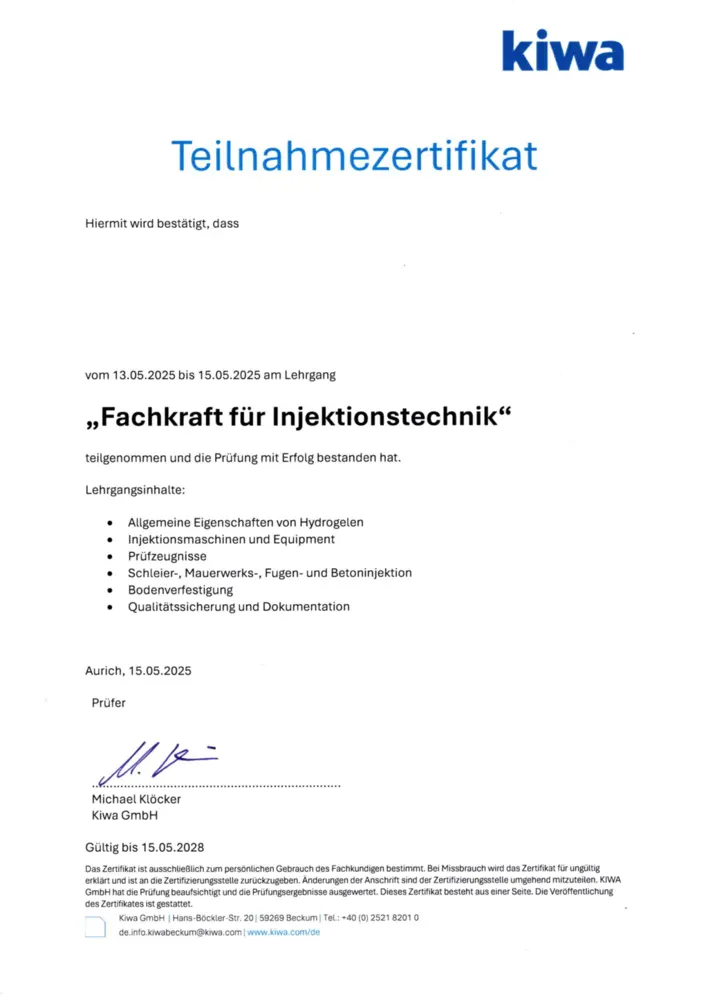 kiwa
Teilnahmezertifikat
Hiermit wird bestätigt, dass
vom 13.05.2025 bis 15.05.2025 am Lehrgang
„Fachkraft für Injektionstechnik“
teilgenommen und die Prüfung mit Erfolg bestanden hat.
Lehrgangsinhalte:
• Allgemeine Eigenschaften von Hydrogelen
• Injektionsmaschinen und Equipment
• Prüfzeugnisse
• Schleier-, Mauerwerks-, Fugen- und Betoninjektion
• Bodenverfestigung
• Qualitätssicherung und Dokumentation
Aurich, 15.05.2025
Prüfer
Michael Klöcker
Kiwa GmbH
Gültig bis 15.05.2028
Das Zertifikat ist ausschließlich zum persönlichen Gebrauch des Fachkundigen bestimmt. Bei Missbrauch wird das Zertifikat für ungültig
erklärt und ist an die Zertifizierungsstelle zurückzugeben. Änderungen der Anschrift sind der Zertifizierungsstelle umgehend mitzuteilen. KIWA
GmbH hat die Prüfung beaufsichtigt und die Prüfungsergebnisse ausgewertet. Dieses Zertifikat besteht aus einer Seite. Die Veröffentlichung
des Zertifikates ist gestattet.
Kiwa GmbH | Hans-Böckler-Str. 20 | 59269 Beckum | Tel.: +40 (0) 2521 8201 0
de.info.kiwabeckum@kiwa.com | www.kiwa.com/de